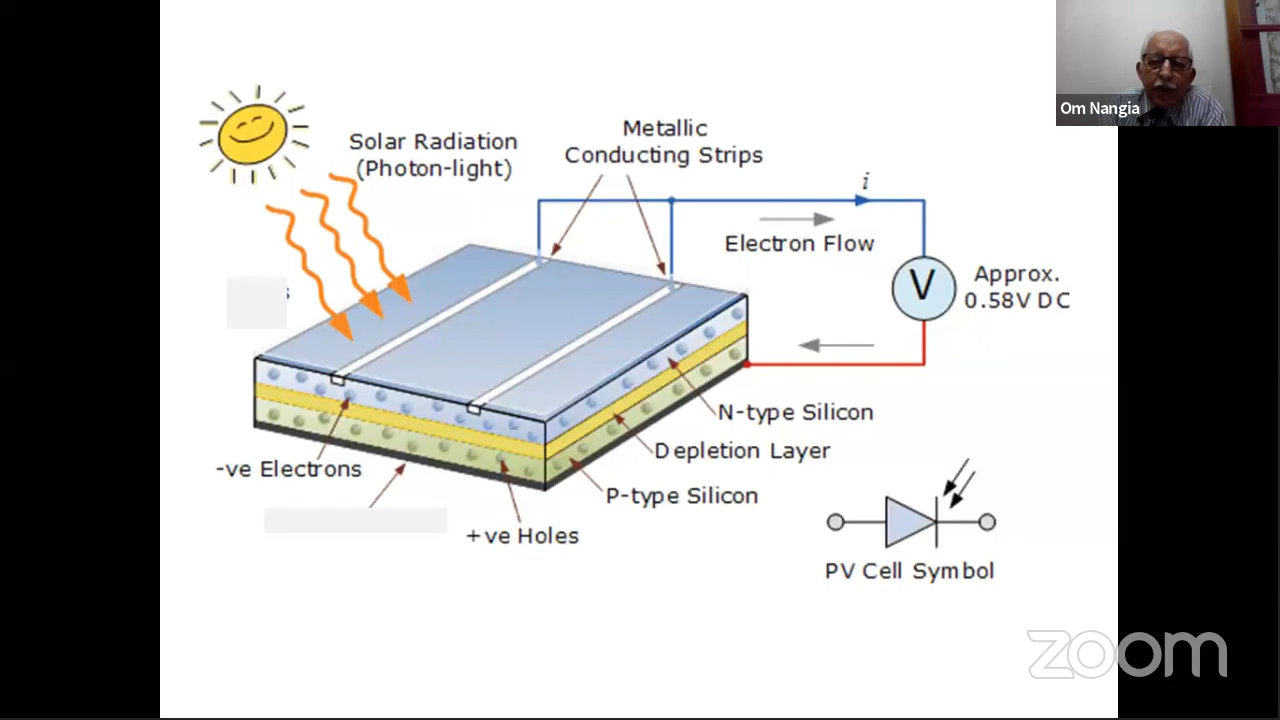 Om Nangia
Solar Radiation
(Photon-light)
Metallic
Conducting Strips
i
Electron Flow
V
Approx.
0.58V DC
N-type Silicon
Depletion Layer
P-type Silicon
-ve Electrons
+ve Holes
PV Cell Symbol
zoom